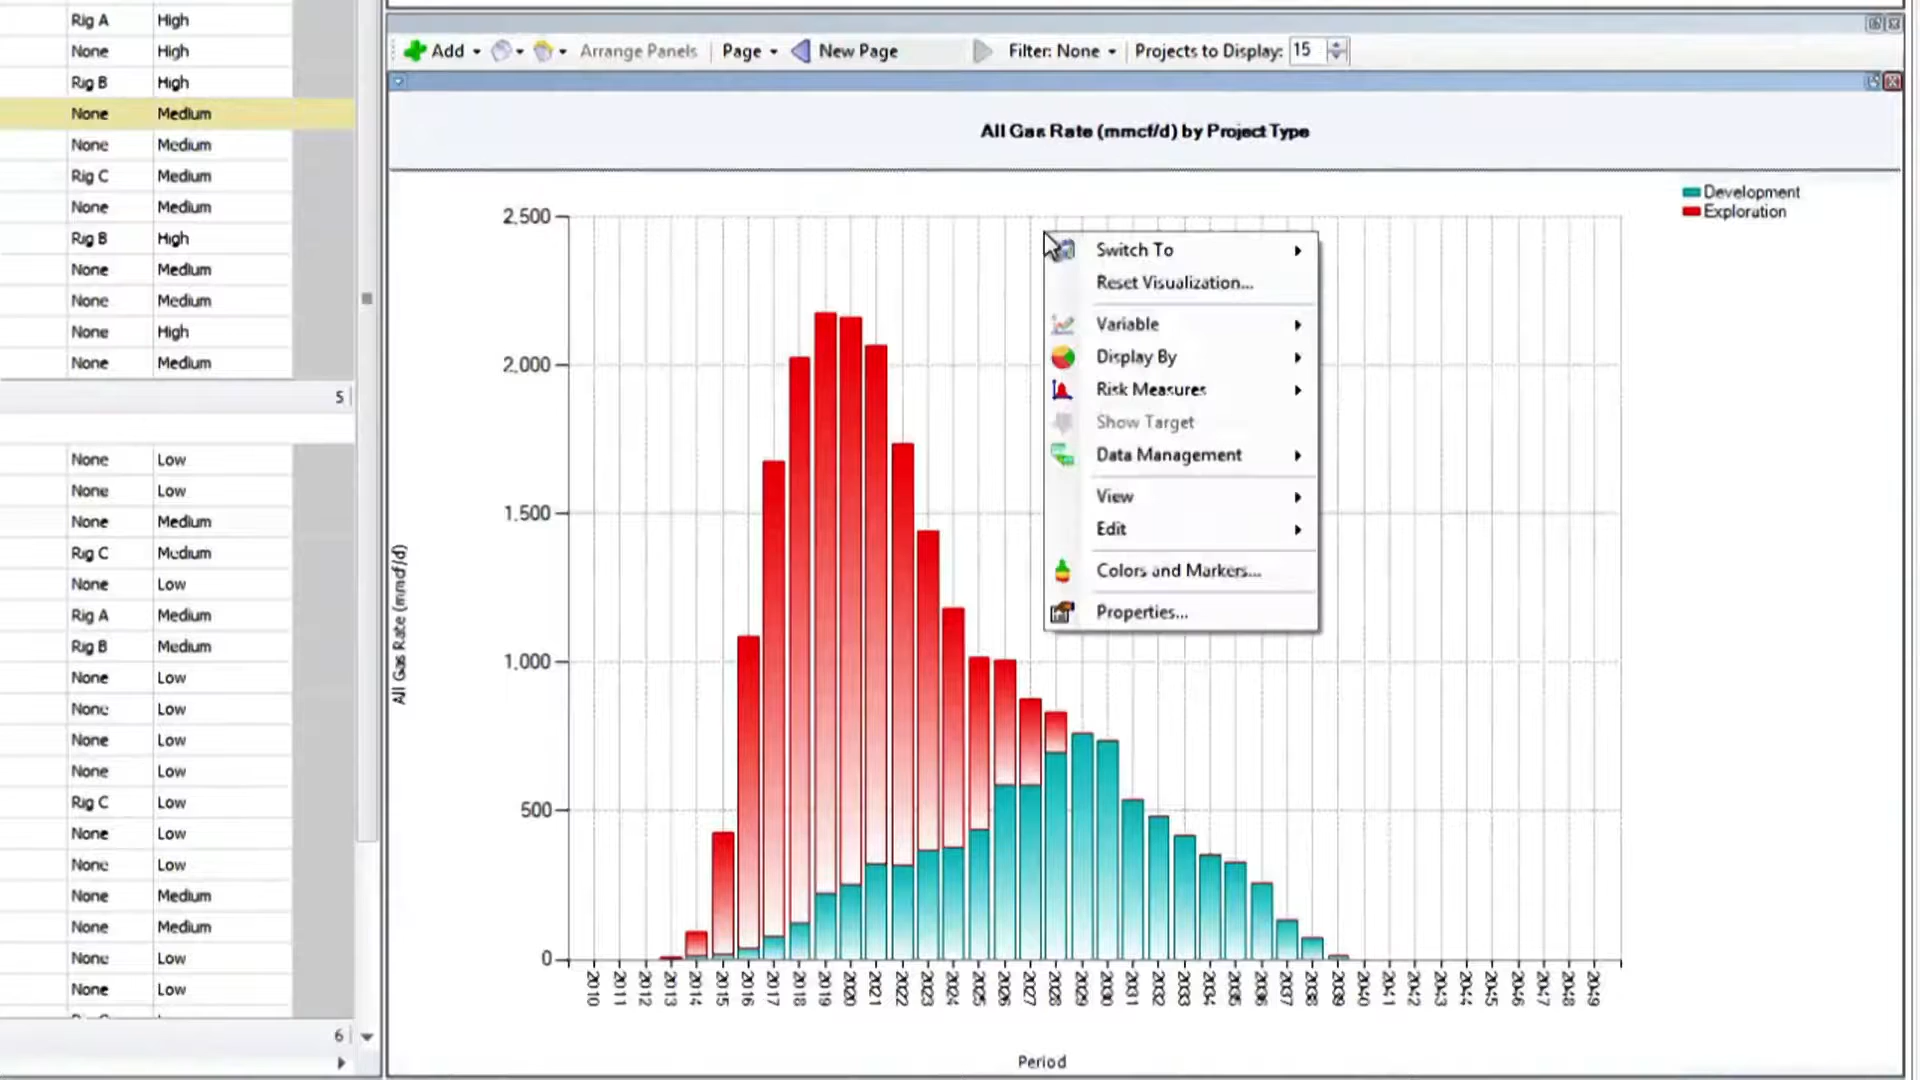 Rig A High
None High
Rig B High
None Medium
None Medium
Rig C Medium
None Medium
Rig B High
None Medium
None Medium
None High
None Medium
5
None Low
None Low
None Medium
Rig C Medium
None Low
Rig A Medium
Rig B Medium
None Low
None Low
None Low
None Low
Rig C Low
None Low
None Low
None Medium
None Medium
None Low
None Low
6
Add Arrange Panels Page New Page Filter: None Projects to Display: 15
All Gas Rate (mmcf/d) by Project Type
Development
Exploration
2,500
2,000
1,500
1,000
500
0
All Gas Rate (mmcf/d)
Switch To
Reset Visualization...
Variable
Display By
Risk Measures
Show Target
Data Management
View
Edit
Colors and Markers...
Properties...
2010 2011 2012 2013 2014 2015 2016 2017 2018 2019 2020 2021 2022 2023 2024 2025 2026 2027 2028 2029 2030 2031 2032 2033 2034 2035 2036 2037 2038 2039 2040 2041 2042 2043 2044 2045 2046 2047 2048 2049
Period